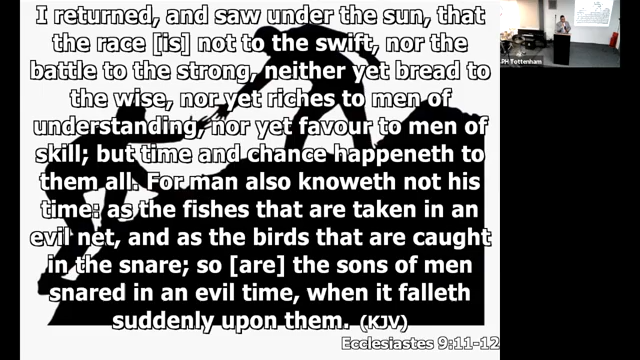 I returned, and saw under the sun, that
the race [is] not to the swift, nor the
battle to the strong, neither yet bread to
the wise, nor yet riches to men of
understanding, nor yet favour to men of
skill; but time and chance happeneth to
them all. For man also knoweth not his
time: as the fishes that are taken in an
evil net, and as the birds that are caught
in the snare; so [are] the sons of men
snared in an evil time, when it falleth
suddenly upon them. (KJV)
Ecclesiastes 9:11-12
PH Tottenham